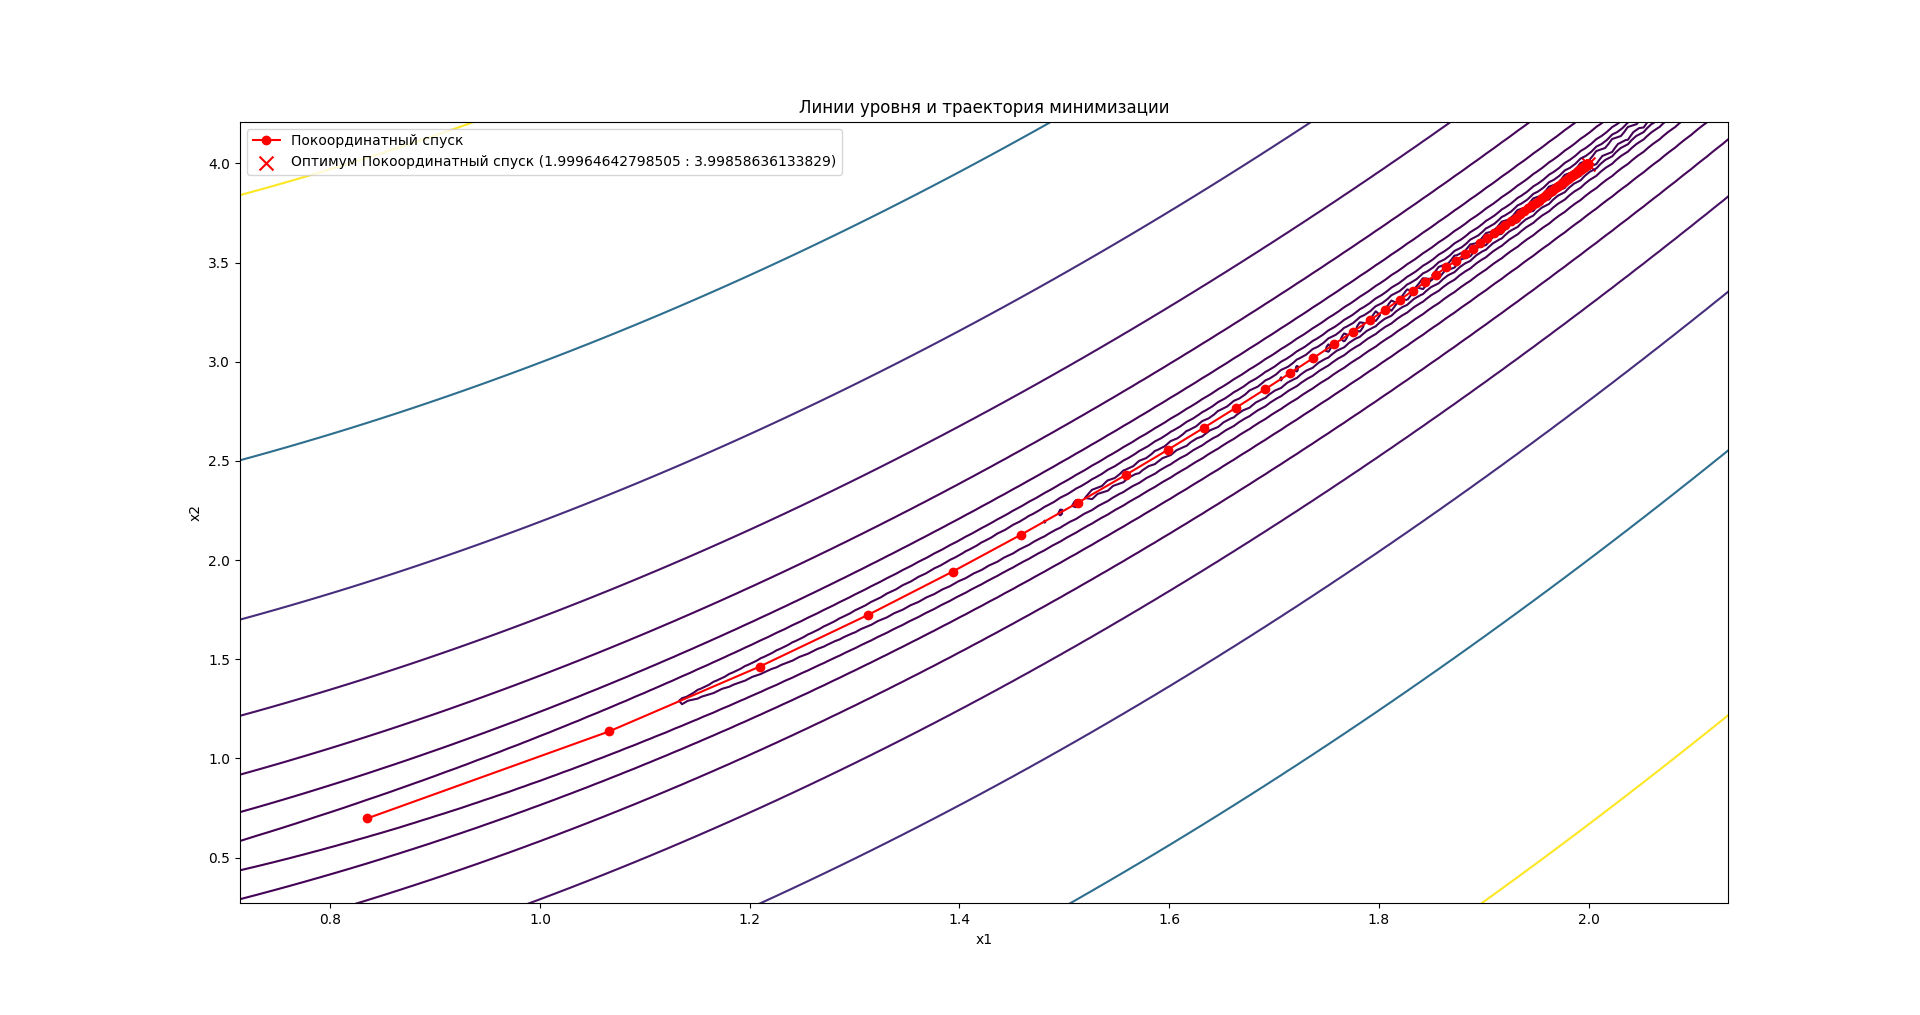 Линии уровня и траектория минимизации
Покоординатный спуск
Оптимум Покоординатный спуск (1.99964642798505 : 3.99858636133829)
4.0
3.5
3.0
2.5
2.0
1.5
1.0
0.5
x2
0.8 1.0 1.2 1.4 1.6 1.8 2.0
x1